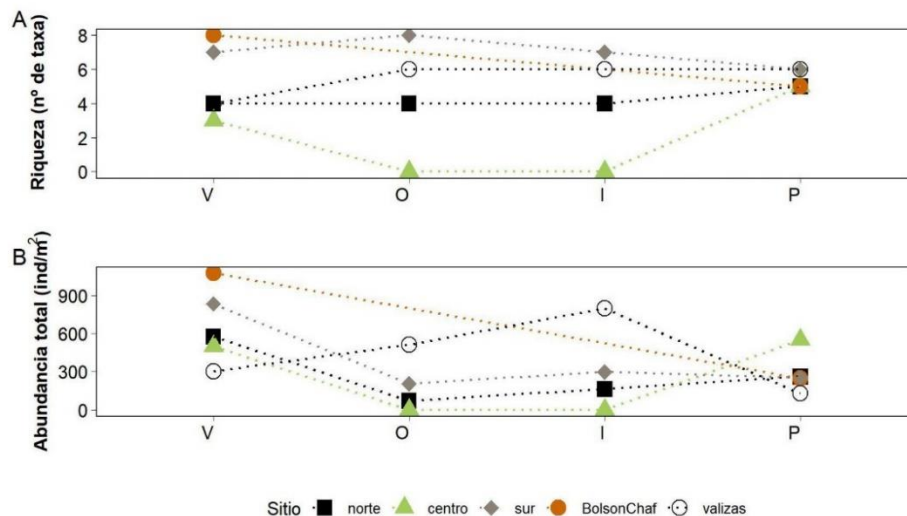 A
Riqueza (nº de taxa)
8
6
4
2
0
V O I P
B
Abundancia total (ind/m²)
900
600
300
0
V O I P
Sitio norte centro sur BolsonChaf valizas